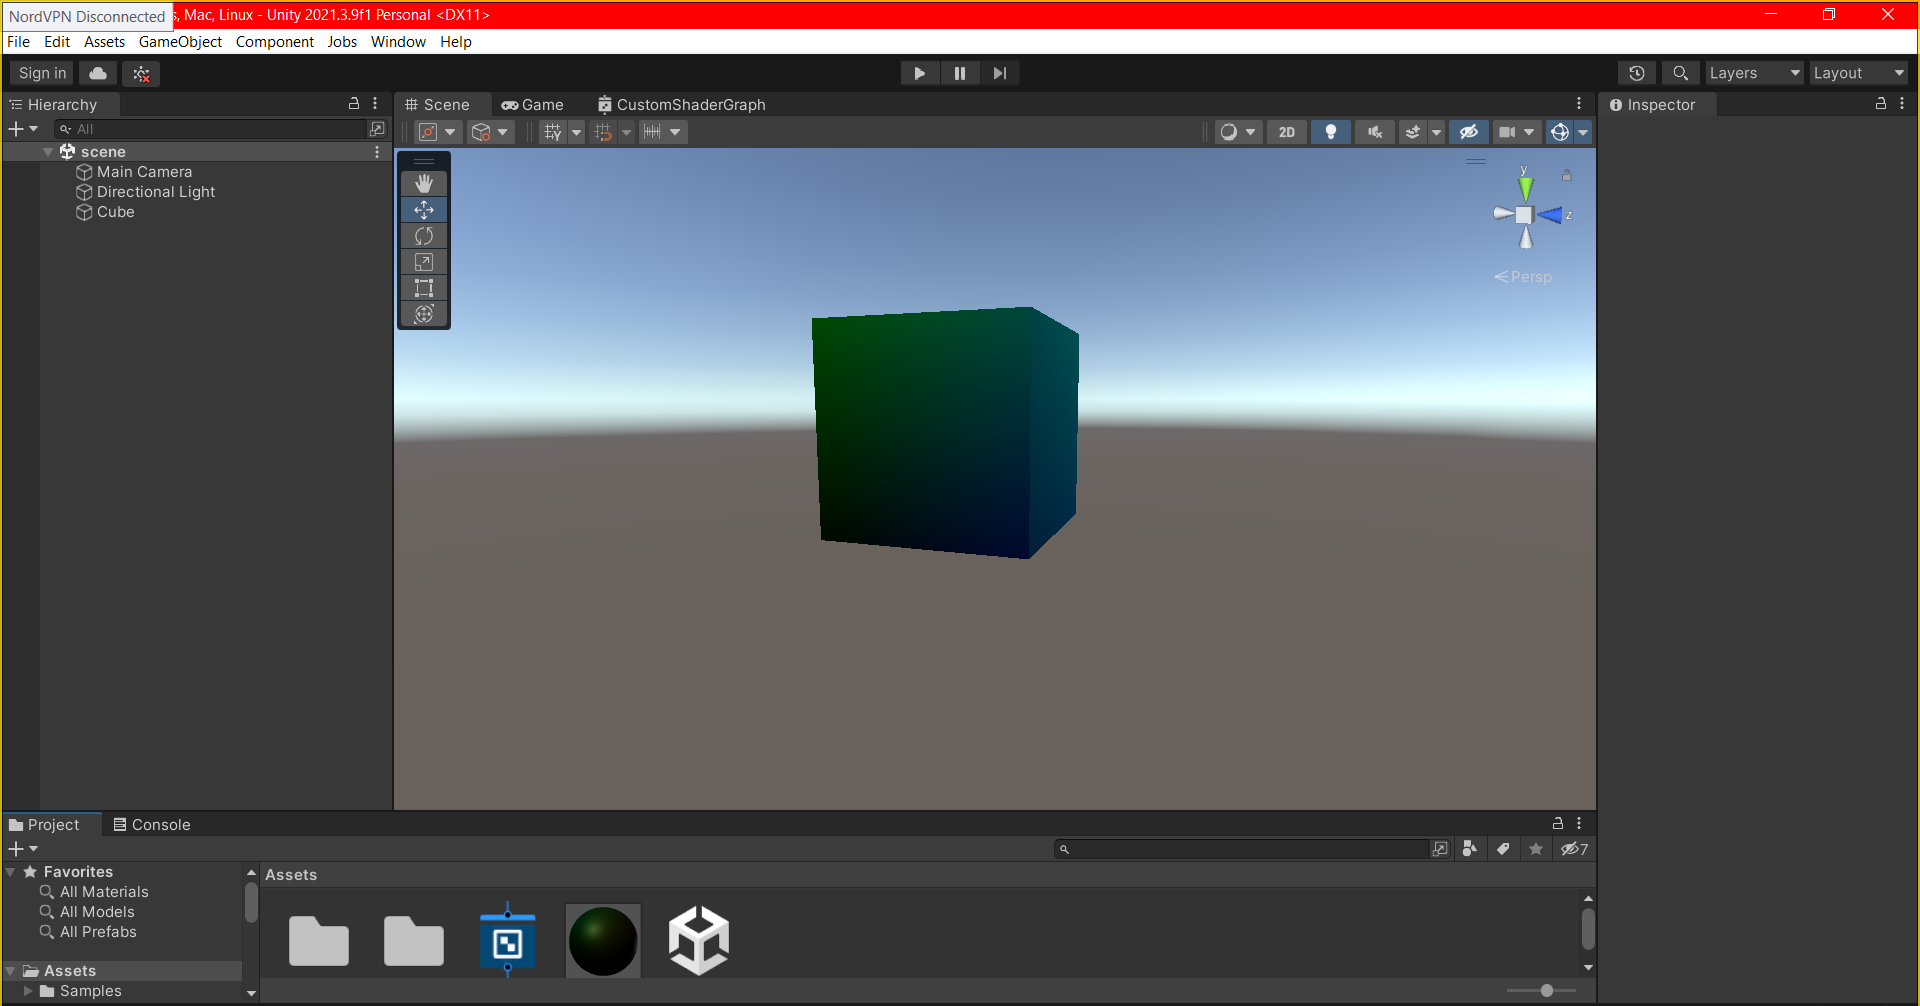 NordVPN Disconnected s, Mac, Linux - Unity 2021.3.9f1 Personal <DX11>
File Edit Assets GameObject Component Jobs Window Help
Sign in Layers Layout
Hierarchy Scene Game CustomShaderGraph Inspector
All 2D
scene
Main Camera
Directional Light
Cube
y
z
Persp
Project Console
7
Favorites Assets
All Materials
All Models
All Prefabs
Assets
Samples